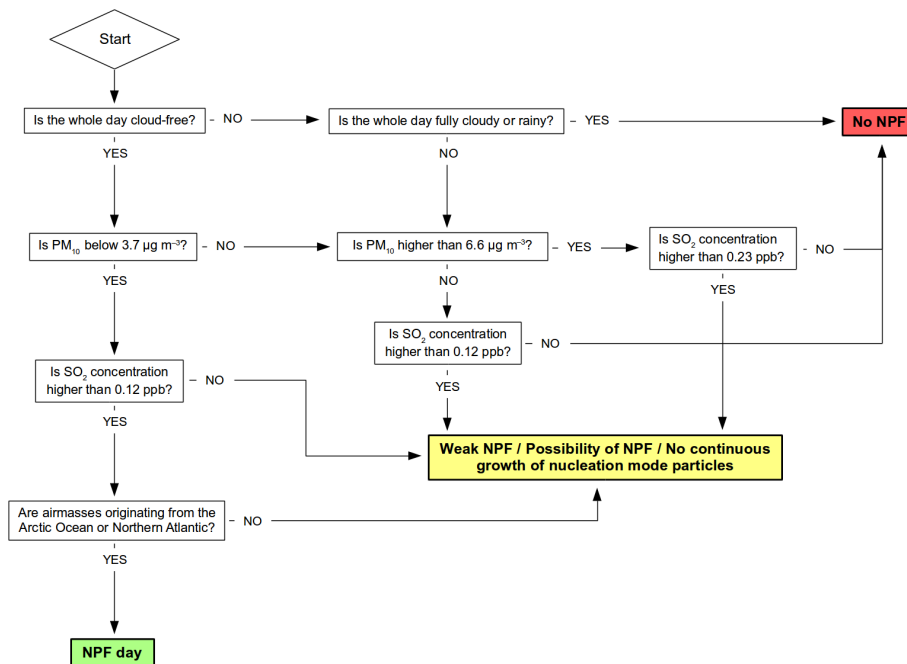 Start
Is the whole day cloud-free?
NO
Is the whole day fully cloudy or rainy?
YES
No NPF
YES
NO
Is PM₁₀ below 3.7 µg m⁻³?
NO
Is PM₁₀ higher than 6.6 µg m⁻³?
YES
Is SO₂ concentration
higher than 0.23 ppb?
NO
YES
NO
YES
Is SO₂ concentration
higher than 0.12 ppb?
NO
Is SO₂ concentration
higher than 0.12 ppb?
NO
YES
YES
Weak NPF / Possibility of NPF / No continuous
growth of nucleation mode particles
Are airmasses originating from the
Arctic Ocean or Northern Atlantic?
NO
YES
NPF day